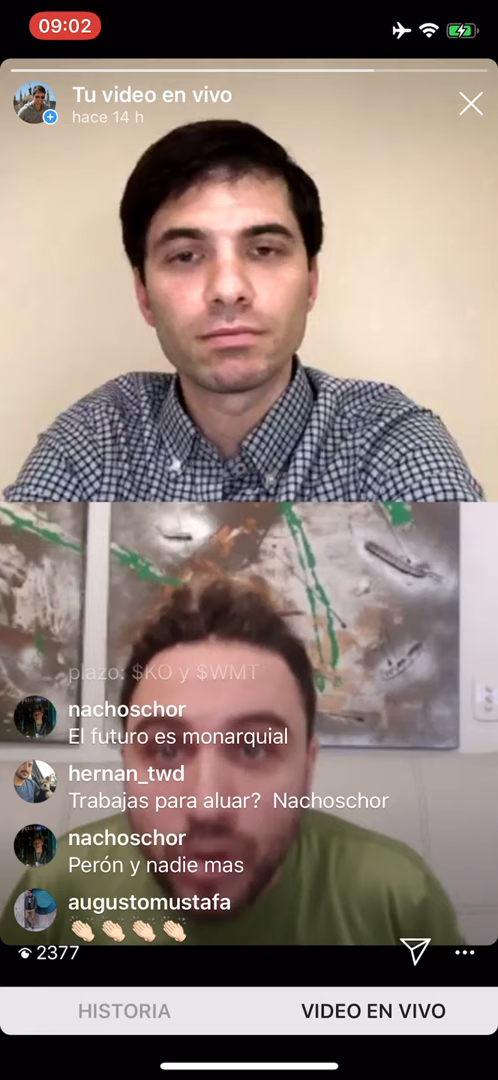 09:02
Tu video en vivo
hace 14 h
plazo: $KO y $WMT
nachoschor
El futuro es monarquial
hernan_twd
Trabajas para aluar?  Nachoschor
nachoschor
Perón y nadie mas
augustomustafa
👏🏻 👏🏻 👏🏻 👏🏻
2377
HISTORIA
VIDEO EN VIVO